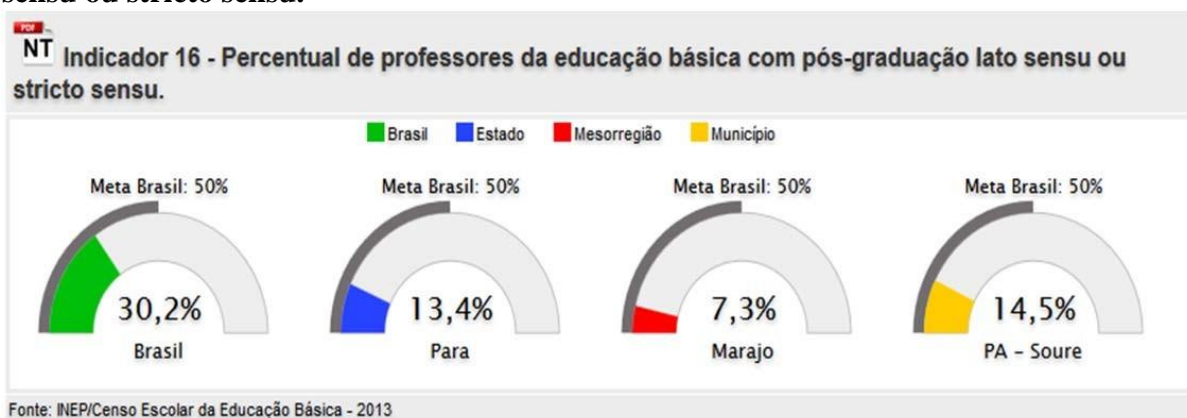 sensu ou stricto sensu.
PDF
NT Indicador 16 - Percentual de professores da educação básica com pós-graduação lato sensu ou
stricto sensu.
Brasil Estado Mesorregião Município
Meta Brasil: 50% Meta Brasil: 50% Meta Brasil: 50% Meta Brasil: 50%
30,2% 13,4% 7,3% 14,5%
Brasil Para Marajo PA - Soure
Fonte: INEP/Censo Escolar da Educação Básica - 2013